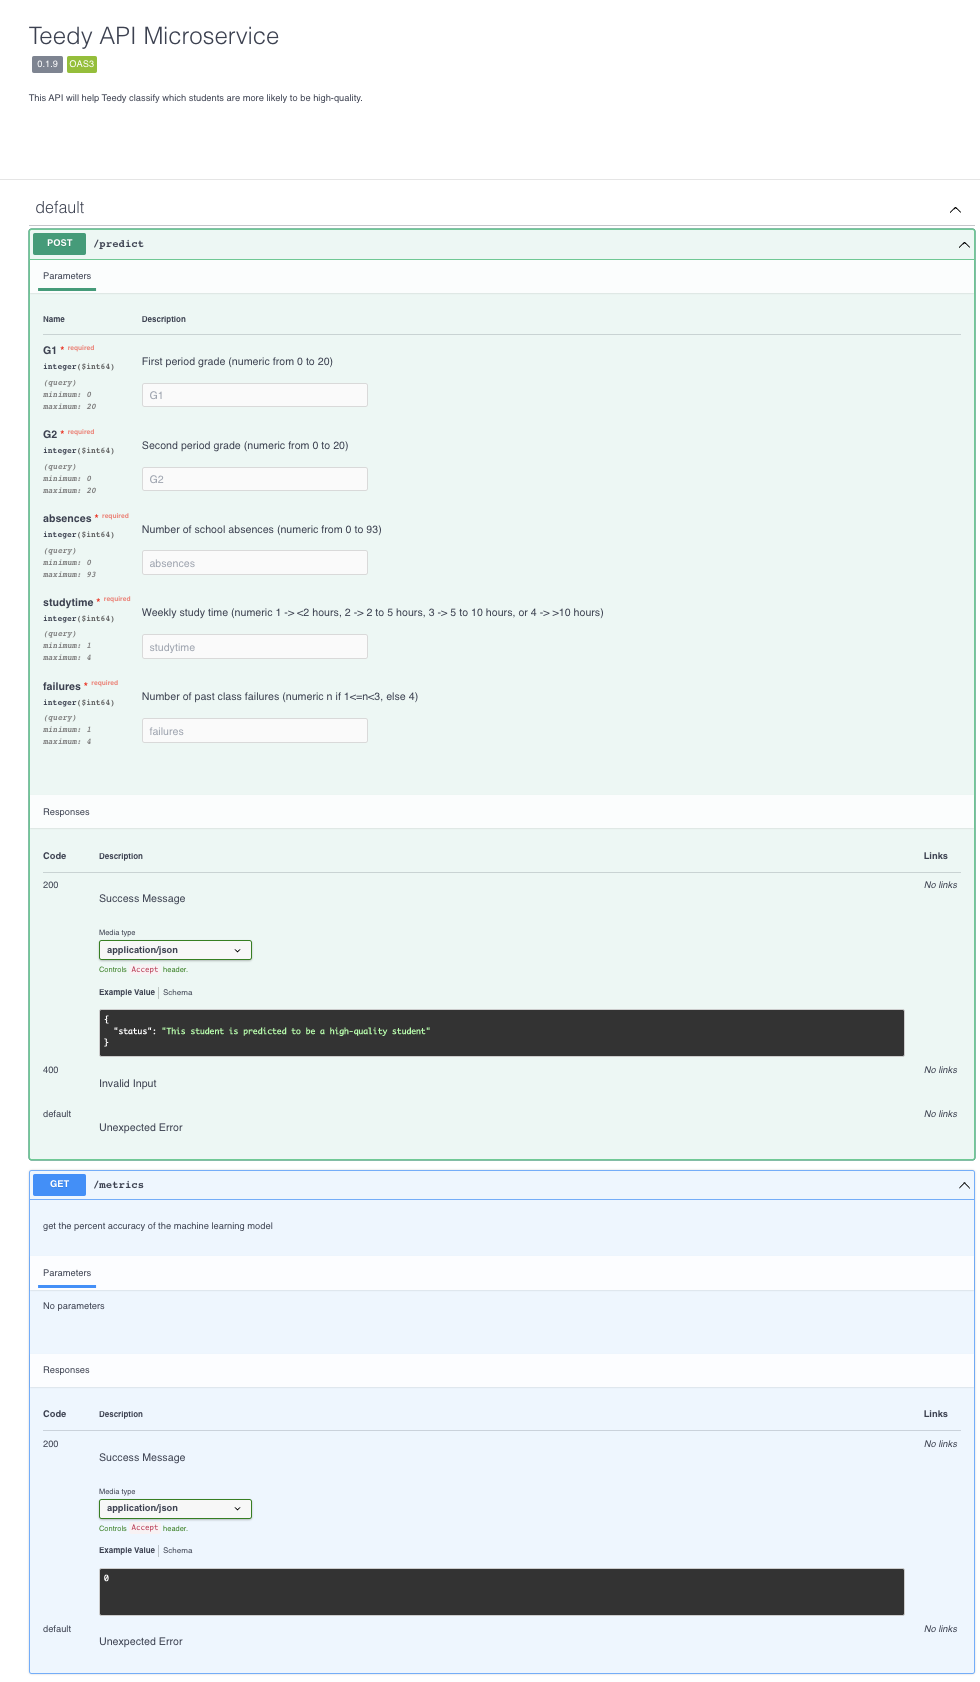 Teedy API Microservice
0.1.9 OAS3
This API will help Teedy classify which students are more likely to be high-quality.
default
POST /predict
Parameters
Name Description
G1 * required
integer($int64)
(query)
minimum: 0
maximum: 20
First period grade (numeric from 0 to 20)
G1
G2 * required
integer($int64)
(query)
minimum: 0
maximum: 20
Second period grade (numeric from 0 to 20)
G2
absences * required
integer($int64)
(query)
minimum: 0
maximum: 93
Number of school absences (numeric from 0 to 93)
absences
studytime * required
integer($int64)
(query)
minimum: 1
maximum: 4
Weekly study time (numeric 1 -> <2 hours, 2 -> 2 to 5 hours, 3 -> 5 to 10 hours, or 4 -> >10 hours)
studytime
failures * required
integer($int64)
(query)
minimum: 1
maximum: 4
Number of past class failures (numeric n if 1<=n<3, else 4)
failures
Responses
Code Description Links
200 No links
Success Message
Media type
application/json
Controls Accept header.
Example Value Schema
{
"status": "This student is predicted to be a high-quality student"
}
400 No links
Invalid Input
default No links
Unexpected Error
GET /metrics
get the percent accuracy of the machine learning model
Parameters
No parameters
Responses
Code Description Links
200 No links
Success Message
Media type
application/json
Controls Accept header.
Example Value Schema
0
default No links
Unexpected Error